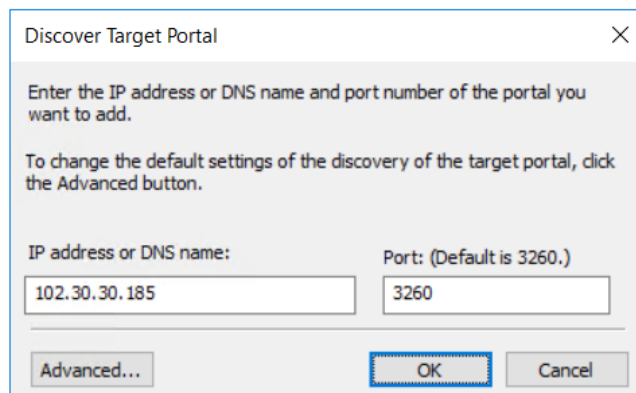 Discover Target Portal
Enter the IP address or DNS name and port number of the portal you
want to add.
To change the default settings of the discovery of the target portal, click
the Advanced button.
IP address or DNS name:
Port: (Default is 3260.)
102.30.30.185
3260
Advanced...
OK
Cancel